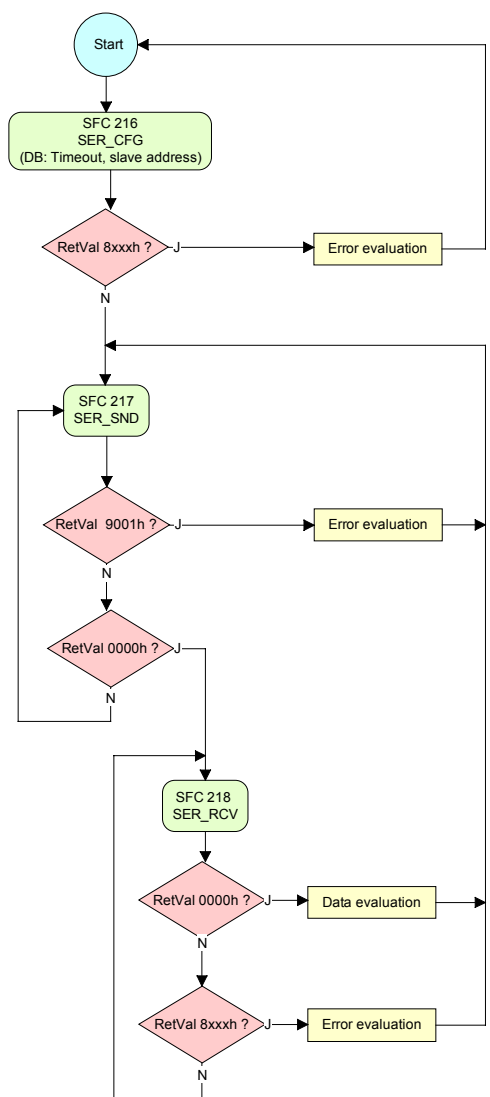 Start
SFC 216
SER_CFG
(DB: Timeout, slave address)
RetVal 8xxxh ?
J
Error evaluation
N
SFC 217
SER_SND
RetVal 9001h ?
J
Error evaluation
N
RetVal 0000h ?
J
N
SFC 218
SER_RCV
RetVal 0000h ?
J
Data evaluation
N
RetVal 8xxxh ?
J
Error evaluation
N